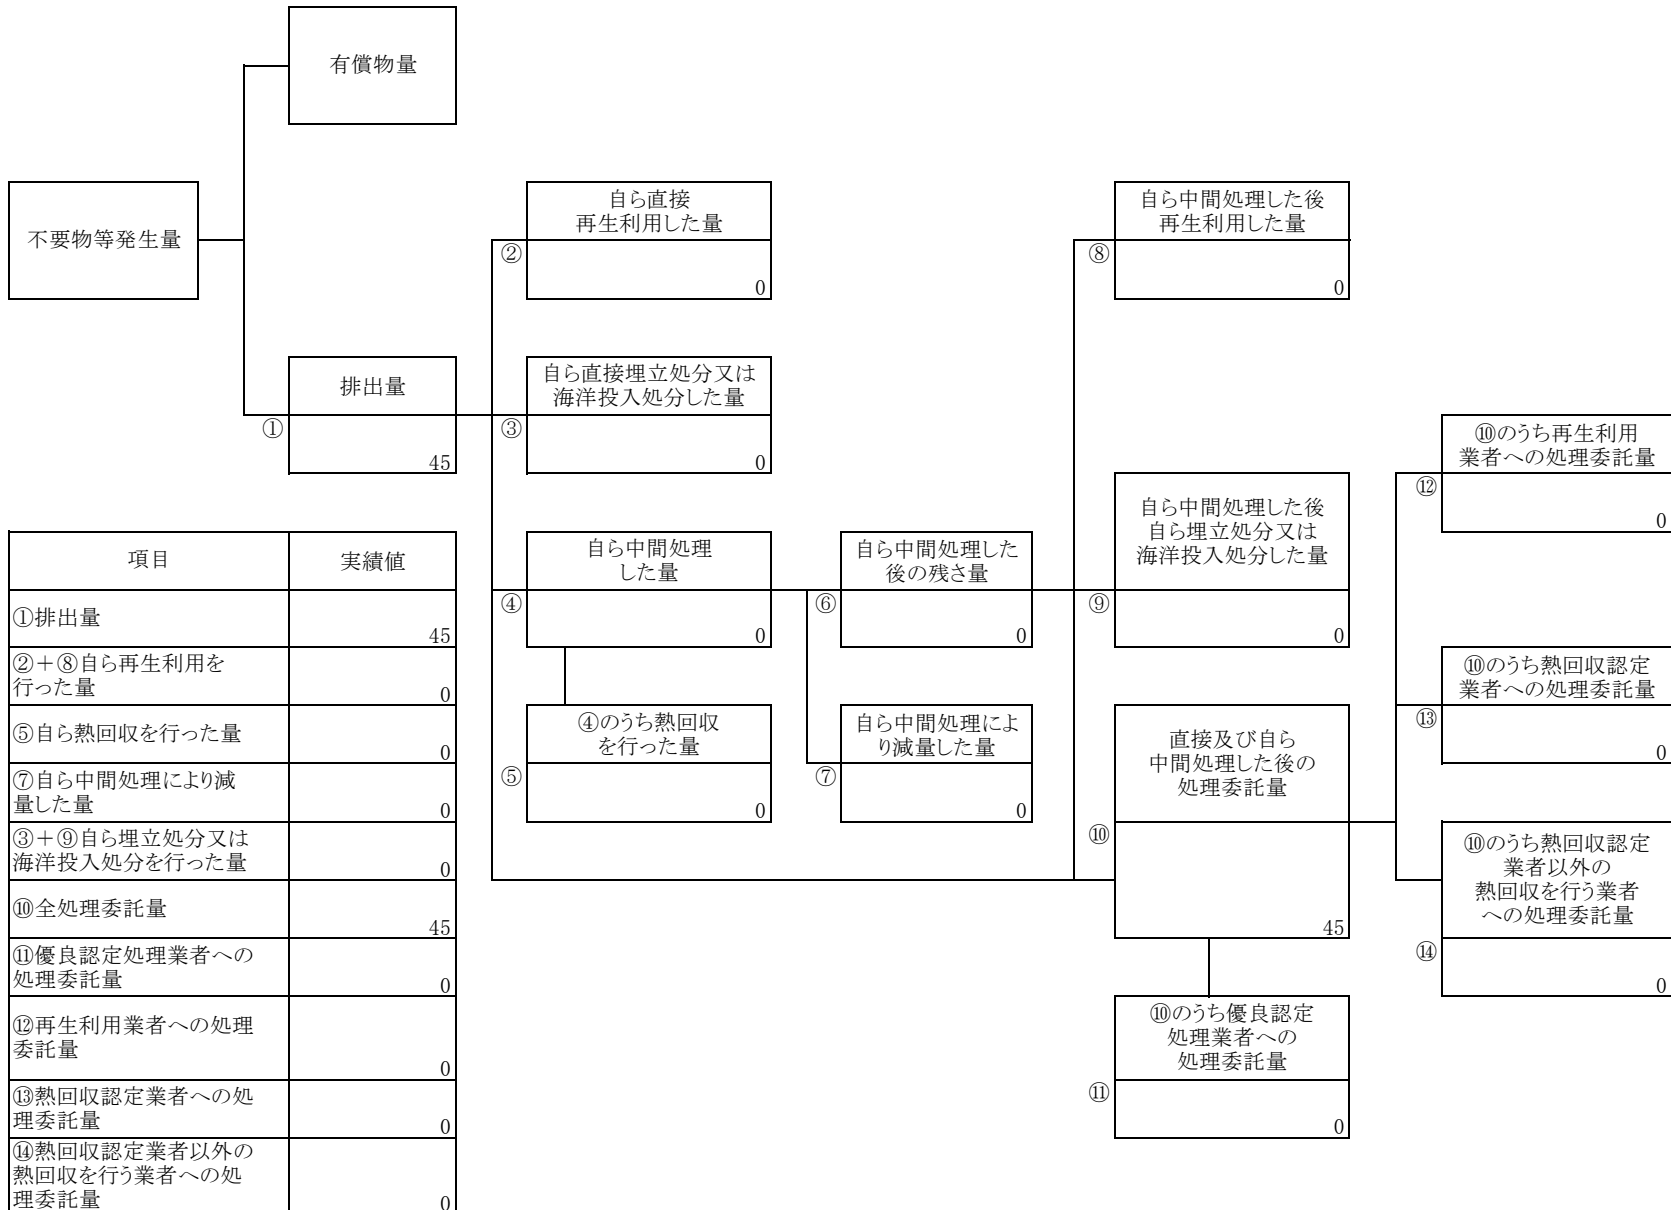 有償物量
不要物等発生量
自ら直接
再生利用した量
②
0
自ら中間処理した後
再生利用した量
⑧
0
排出量
①
45
自ら直接埋立処分又は
海洋投入処分した量
③
0
⑩のうち再生利用
業者への処理委託量
⑫
0
自ら中間処理
した量
④
0
自ら中間処理した
後の残さ量
⑥
0
自ら中間処理した後
自ら埋立処分又は
海洋投入処分した量
⑨
0
⑩のうち熱回収認定
業者への処理委託量
⑬
0
④のうち熱回収
を行った量
⑤
0
自ら中間処理によ
り減量した量
⑦
0
直接及び自ら
中間処理した後の
処理委託量
⑩
45
⑩のうち熱回収認定
業者以外の
熱回収を行う業者
への処理委託量
⑭
0
⑩のうち優良認定
処理業者への
処理委託量
⑪
0
項目 実績値
①排出量
45
②+⑧自ら再生利用を
行った量
0
⑤自ら熱回収を行った量
0
⑦自ら中間処理により減
量した量
0
③+⑨自ら埋立処分又は
海洋投入処分を行った量
0
⑩全処理委託量
45
⑪優良認定処理業者への
処理委託量
0
⑫再生利用業者への処理
委託量
0
⑬熱回収認定業者への処
理委託量
0
⑭熱回収認定業者以外の
熱回収を行う業者への処
理委託量
0